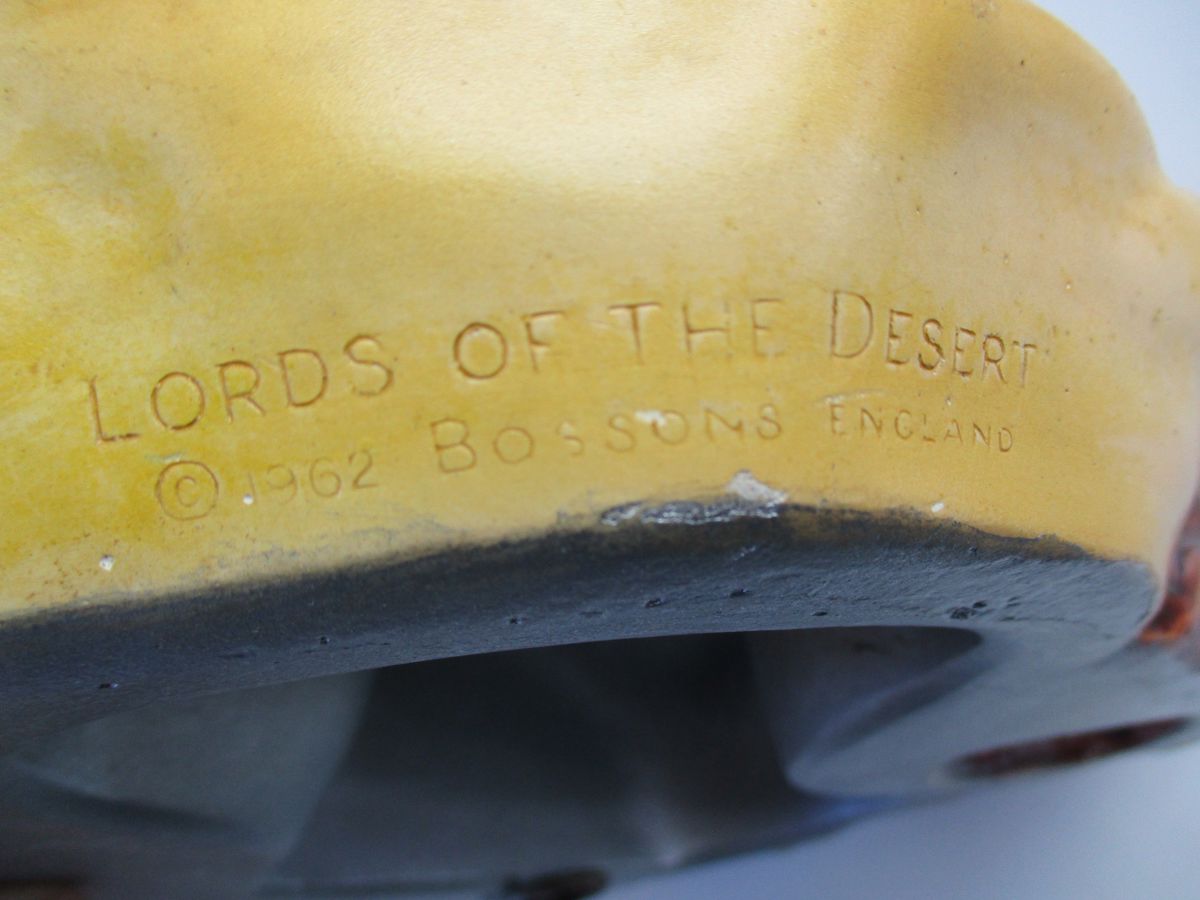 LORDS OF THE DESERT
© 1962 BOSSONS ENGLAND